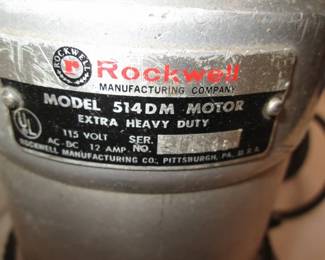 ROCKWELL
Rockwell
MANUFACTURING COMPANY
MODEL 514DM MOTOR
EXTRA HEAVY DUTY
UL
115 VOLT SER.
AC-DC 12 AMP. NO.
ROCKWELL MANUFACTURING CO., PITTSBURGH, PA. U.S.A.